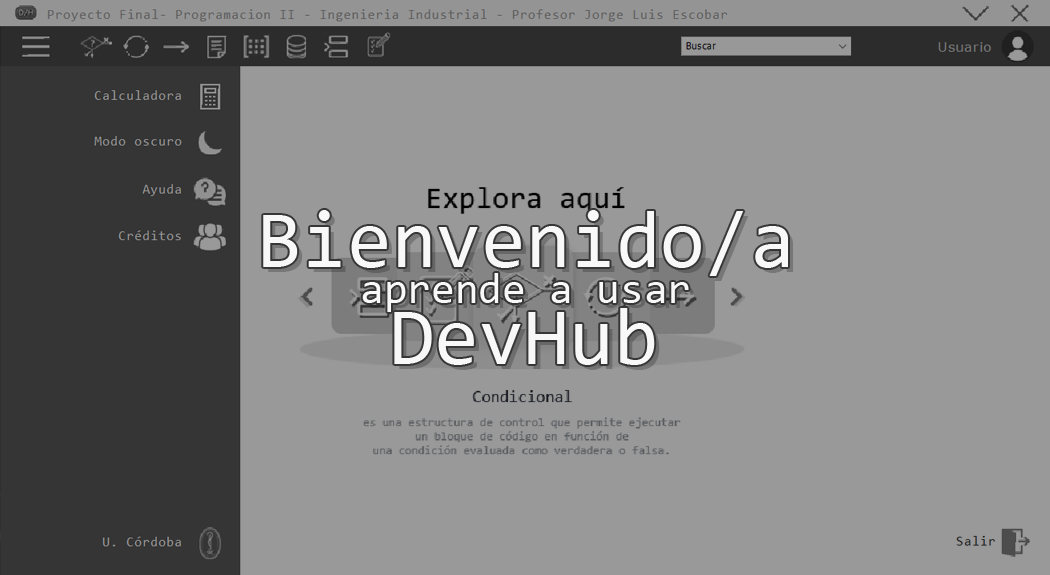 D/H Proyecto Final- Programacion II - Ingenieria Industrial - Profesor Jorge Luis Escobar
Buscar
Usuario
Calculadora
Modo oscuro
Ayuda
Créditos
Explora aquí
Bienvenido/a
aprende a usar
DevHub
Condicional
es una estructura de control que permite ejecutar
un bloque de código en función de
una condición evaluada como verdadera o falsa.
U. Córdoba
Salir